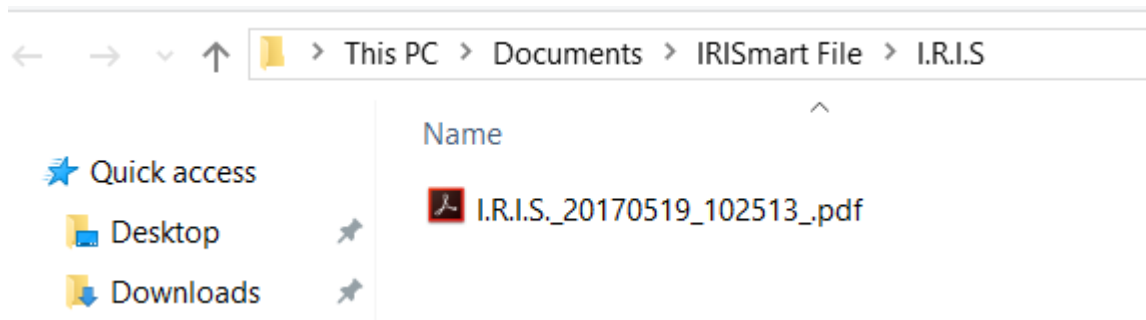 This PC > Documents > IRISmart File > I.R.I.S
Name
Quick access
I.R.I.S._20170519_102513_.pdf
Desktop
Downloads